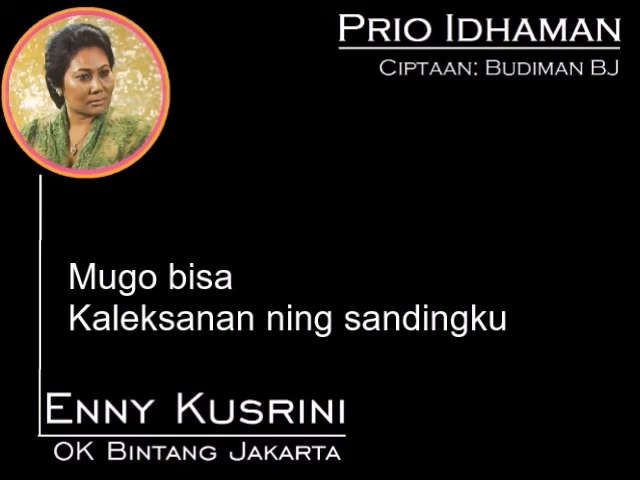 PRIO IDHAMAN
CIPTAAN: BUDIMAN BJ
Mugo bisa
Kaleksanan ning sandingku
ENNY KUSRINI
OK BINTANG JAKARTA